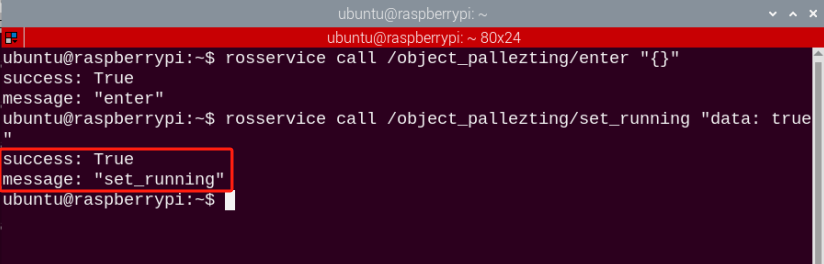 ubuntu@raspberrypi: ~
ubuntu@raspberrypi: ~ 80x24
ubuntu@raspberrypi:~$ rosservice call /object_pallezting/enter "{}"
success: True
message: "enter"
ubuntu@raspberrypi:~$ rosservice call /object_pallezting/set_running "data: true
"
success: True
message: "set_running"
ubuntu@raspberrypi:~$